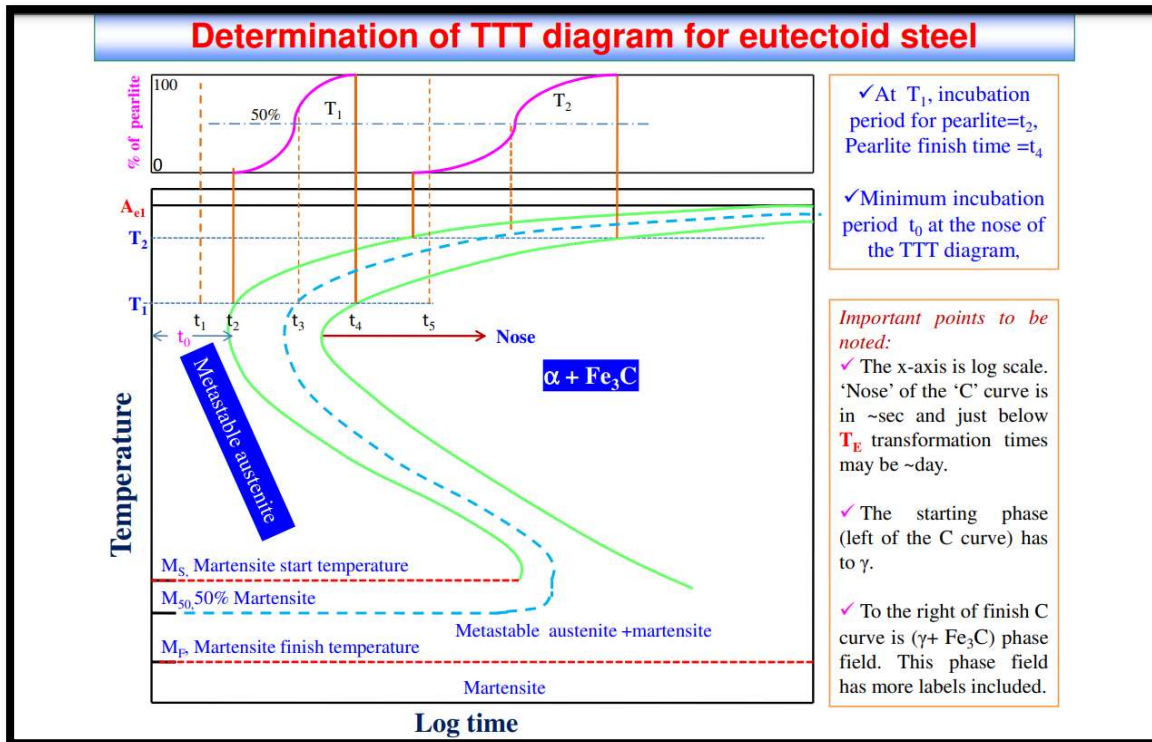 Determination of TTT diagram for eutectoid steel
% of pearlite
100
50%
0
T1
T2
Ae1
T2
T1
t0
t1
t2
t3
t4
t5
Nose
Metastable austenite
α + Fe3C
Temperature
MS, Martensite start temperature
M50,50% Martensite
Metastable austenite +martensite
MF, Martensite finish temperature
Martensite
Log time
✓At T1, incubation
period for pearlite=t2,
Pearlite finish time =t4
✓Minimum incubation
period t0 at the nose of
the TTT diagram,
Important points to be
noted:
✓ The x-axis is log scale.
‘Nose’ of the ‘C’ curve is
in ~sec and just below
TE transformation times
may be ~day.
✓ The starting phase
(left of the C curve) has
to γ.
✓ To the right of finish C
curve is (γ+ Fe3C) phase
field. This phase field
has more labels included.